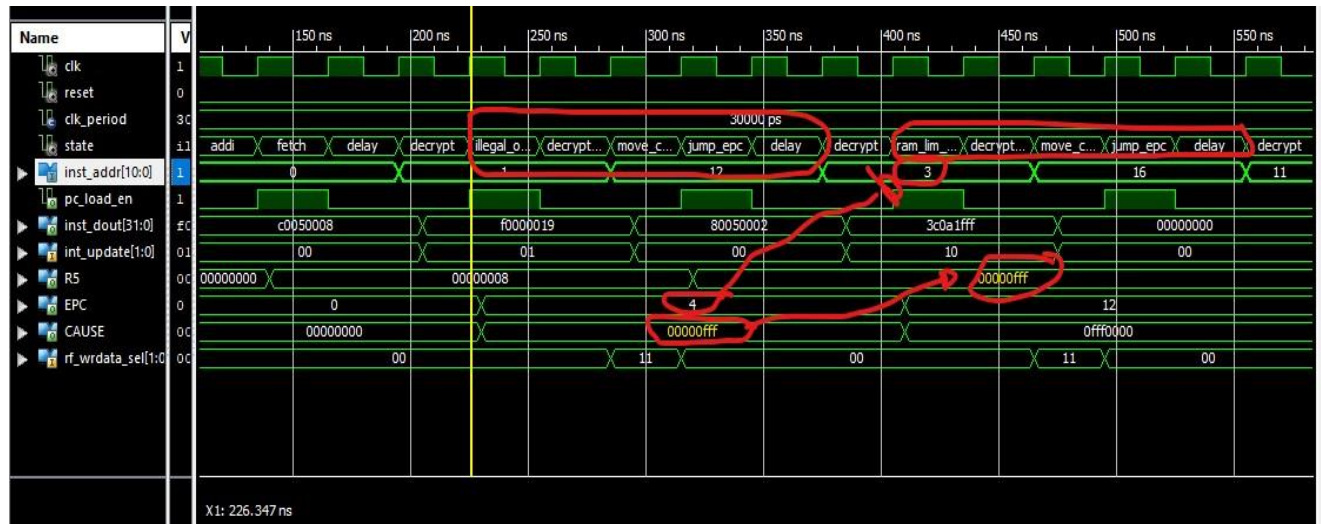 Name V 150 ns 200 ns 250 ns 300 ns 350 ns 400 ns 450 ns 500 ns 550 ns
clk 1
reset 0
clk_period 30000 ps
state addi fetch delay decrypt illegal_o... decrypt... move_c... jump_epc delay decrypt ram_lim_... decrypt... move_c... jump_epc delay decrypt
inst_addr[10:0] 1 0 1 12 3 16 11
pc_load_en 1
inst_dout[31:0] c0050008 f0000019 80050002 3c0a1fff 00000000
int_update[1:0] 01 00 01 00 10 00
R5 00000000 00000008 00000fff
EPC 0 0 4 12
CAUSE 00000000 00000fff 0fff0000
rf_wrdata_sel[1:0 00 11 00 11 00
X1: 226.347 ns